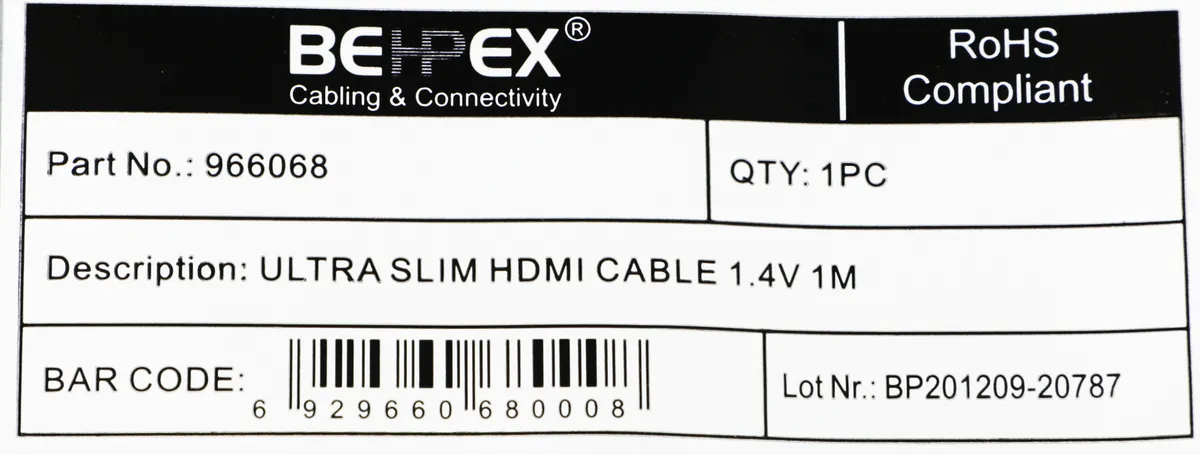 BEHPEX®
Cabling & Connectivity
RoHS
Compliant
Part No.: 966068
QTY: 1PC
Description: ULTRA SLIM HDMI CABLE 1.4V 1M
BAR CODE:
6 929660 680008
Lot Nr.: BP201209-20787